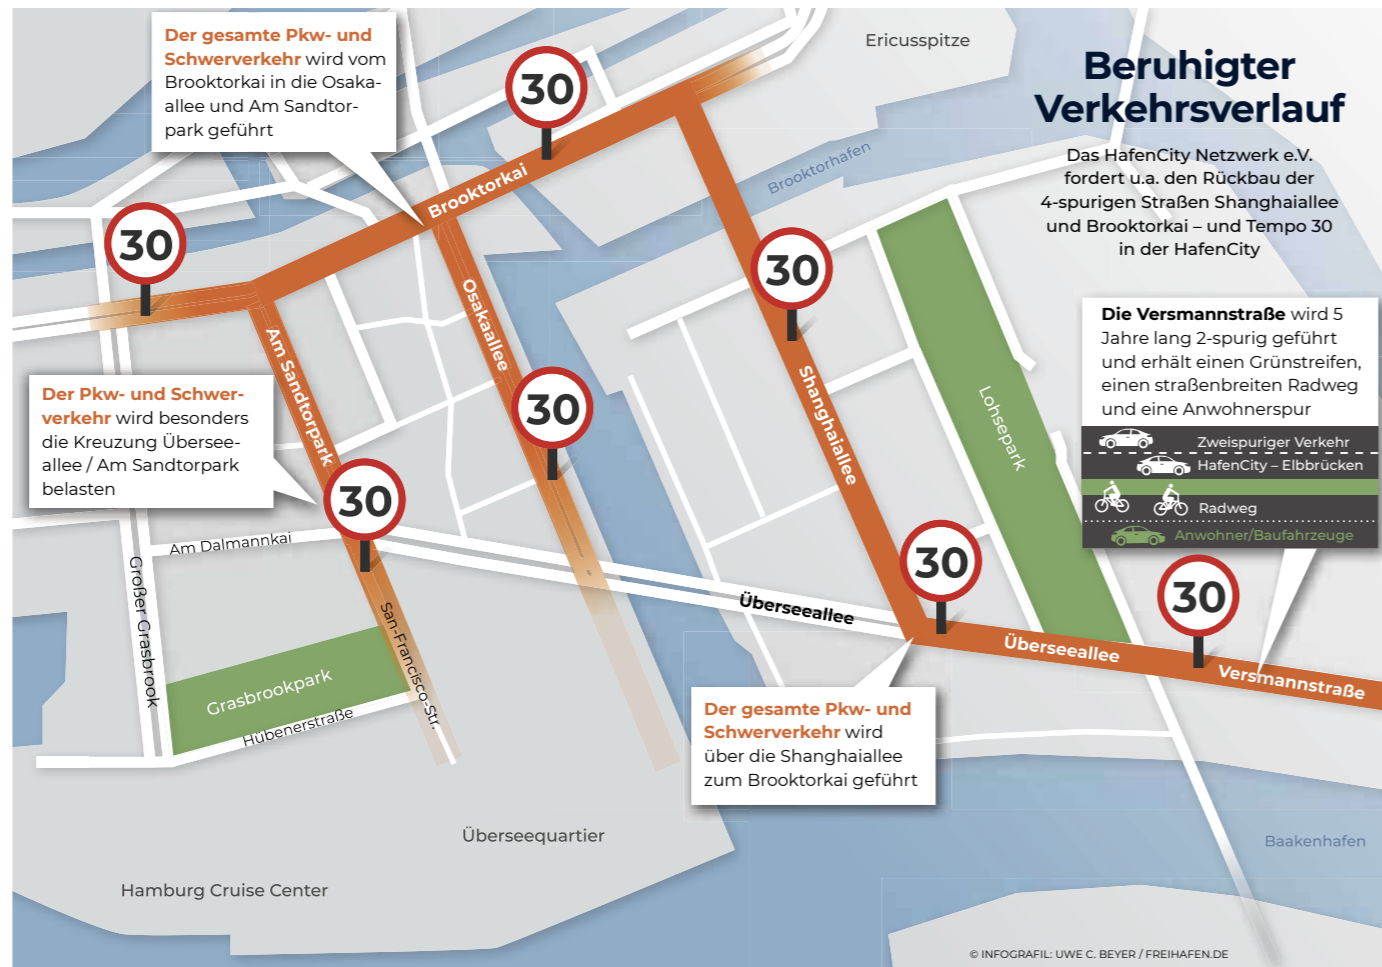 Beruhigter
Verkehrsverlauf
Das HafenCity Netzwerk e.V.
fordert u.a. den Rückbau der
4-spurigen Straßen Shanghaiallee
und Brooktorkai – und Tempo 30
in der HafenCity
Der gesamte Pkw- und
Schwerverkehr wird vom
Brooktorkai in die Osaka-
allee und Am Sandtor-
park geführt
Ericusspitze
30
Brooktorhafen
Brooktorkai
30
30
Osakaallee
Am Sandtorpark
Die Versmannstraße wird 5
Jahre lang 2-spurig geführt
und erhält einen Grünstreifen,
einen straßenbreiten Radweg
und eine Anwohnerspur
Zweispuriger Verkehr
HafenCity – Elbbrücken
Radweg
Anwohner/Baufahrzeuge
Der Pkw- und Schwer-
verkehr wird besonders
die Kreuzung Übersee-
allee / Am Sandtorpark
belasten
30
Shanghaiallee
Lohsepark
30
Am Dalmannkai
30
30
Großer Grasbrook
San-Francisco-Str.
Überseeallee
Überseeallee
Versmannstraße
Grasbrookpark
Hübenerstraße
Der gesamte Pkw- und
Schwerverkehr wird
über die Shanghaiallee
zum Brooktorkai geführt
Überseequartier
Baakenhafen
Hamburg Cruise Center
© INFOGRAFIL: UWE C. BEYER / FREIHAFEN.DE